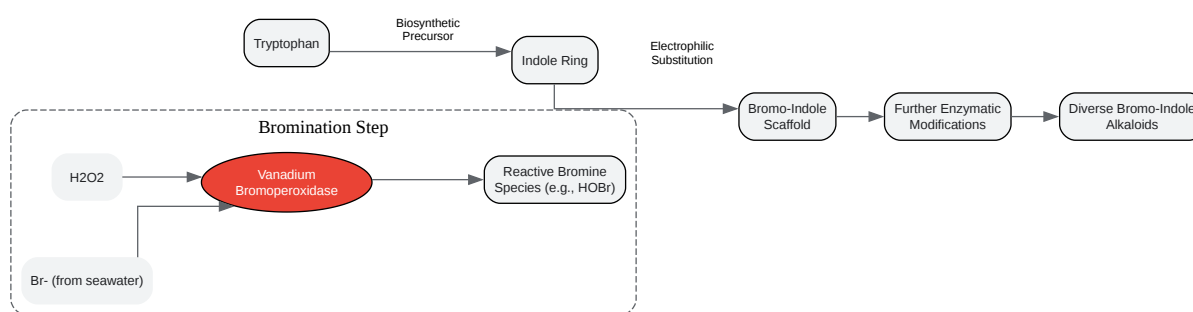 Biosynthetic
Precursor
Tryptophan
Indole Ring
Electrophilic
Substitution
Bromo-Indole
Scaffold
Further Enzymatic
Modifications
Diverse Bromo-Indole
Alkaloids
Bromination Step
H2O2
Vanadium
Bromoperoxidase
Reactive Bromine
Species (e.g., HOBr)
Br- (from seawater)